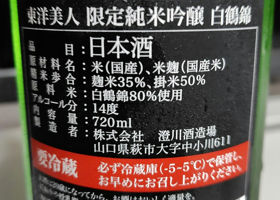 東洋美人 限定純米吟醸 白鶴錦
品目:日本酒
原材料名:米(国産)、米麹(国産米)
精米歩合:麹米35%、掛米50%
原料米:白鶴錦80%使用
アルコール分:14度
内容量:720ml
製造者:株式会社 澄川酒造場
山口県萩市大字中小川611
要冷蔵
必ず冷蔵庫(-5~5℃)で保管し、
お早めにお召し上がりください。